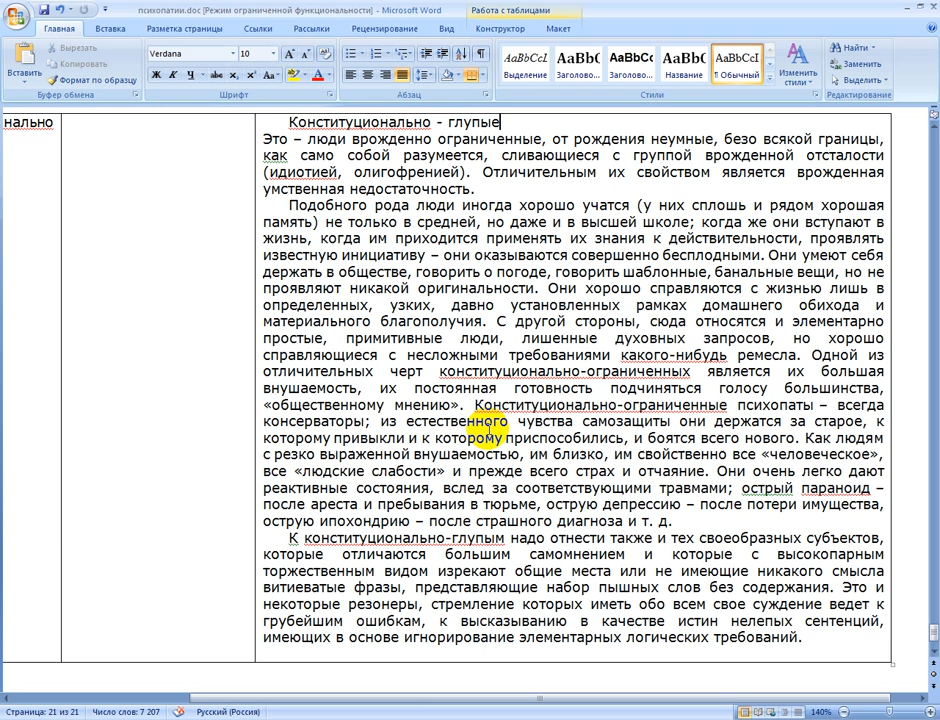 психопатии.doc [Режим ограниченной функциональности] - Microsoft Word
Работа с таблицами
Главная Вставка Разметка страницы Ссылки Рассылки Рецензирование Вид Конструктор Макет
Вставить
Вырезать
Копировать
Формат по образцу
Буфер обмена
Verdana 10
Ж К Ч abc x₂ x² Aa
Шрифт
Абзац
AaBbCcI AaBb( AaBbCc AaBb( AaBbCcI
Выделение Заголово... Заголово... Название ¶ Обычный
Изменить стили
Стили
Найти
Заменить
Выделить
Редактирование
нально
Конституционально - глупые
Это – люди врожденно ограниченные, от рождения неумные, безо всякой границы,
как само собой разумеется, сливающиеся с группой врожденной отсталости
(идиотией, олигофренией). Отличительным их свойством является врожденная
умственная недостаточность.
Подобного рода люди иногда хорошо учатся (у них сплошь и рядом хорошая
память) не только в средней, но даже и в высшей школе; когда же они вступают в
жизнь, когда им приходится применять их знания к действительности, проявлять
известную инициативу – они оказываются совершенно бесплодными. Они умеют себя
держать в обществе, говорить о погоде, говорить шаблонные, банальные вещи, но не
проявляют никакой оригинальности. Они хорошо справляются с жизнью лишь в
определенных, узких, давно установленных рамках домашнего обихода и
материального благополучия. С другой стороны, сюда относятся и элементарно
простые, примитивные люди, лишенные духовных запросов, но хорошо
справляющиеся с несложными требованиями какого-нибудь ремесла. Одной из
отличительных черт конституционально-ограниченных является их большая
внушаемость, их постоянная готовность подчиняться голосу большинства,
«общественному мнению». Конституционально-ограниченные психопаты – всегда
консерваторы; из естественного чувства самозащиты они держатся за старое, к
которому привыкли и к которому приспособились, и боятся всего нового. Как людям
с резко выраженной внушаемостью, им близко, им свойственно все «человеческое»,
все «людские слабости» и прежде всего страх и отчаяние. Они очень легко дают
реактивные состояния, вслед за соответствующими травмами; острый параноид –
после ареста и пребывания в тюрьме, острую депрессию – после потери имущества,
острую ипохондрию – после страшного диагноза и т. д.
К конституционально-глупым надо отнести также и тех своеобразных субъектов,
которые отличаются большим самомнением и которые с высокопарным
торжественным видом изрекают общие места или не имеющие никакого смысла
витиеватые фразы, представляющие набор пышных слов без содержания. Это и
некоторые резонеры, стремление которых иметь обо всем свое суждение ведет к
грубейшим ошибкам, к высказыванию в качестве истин нелепых сентенций,
имеющих в основе игнорирование элементарных логических требований.
Страница: 21 из 21 Число слов: 7 207 Русский (Россия) 140%